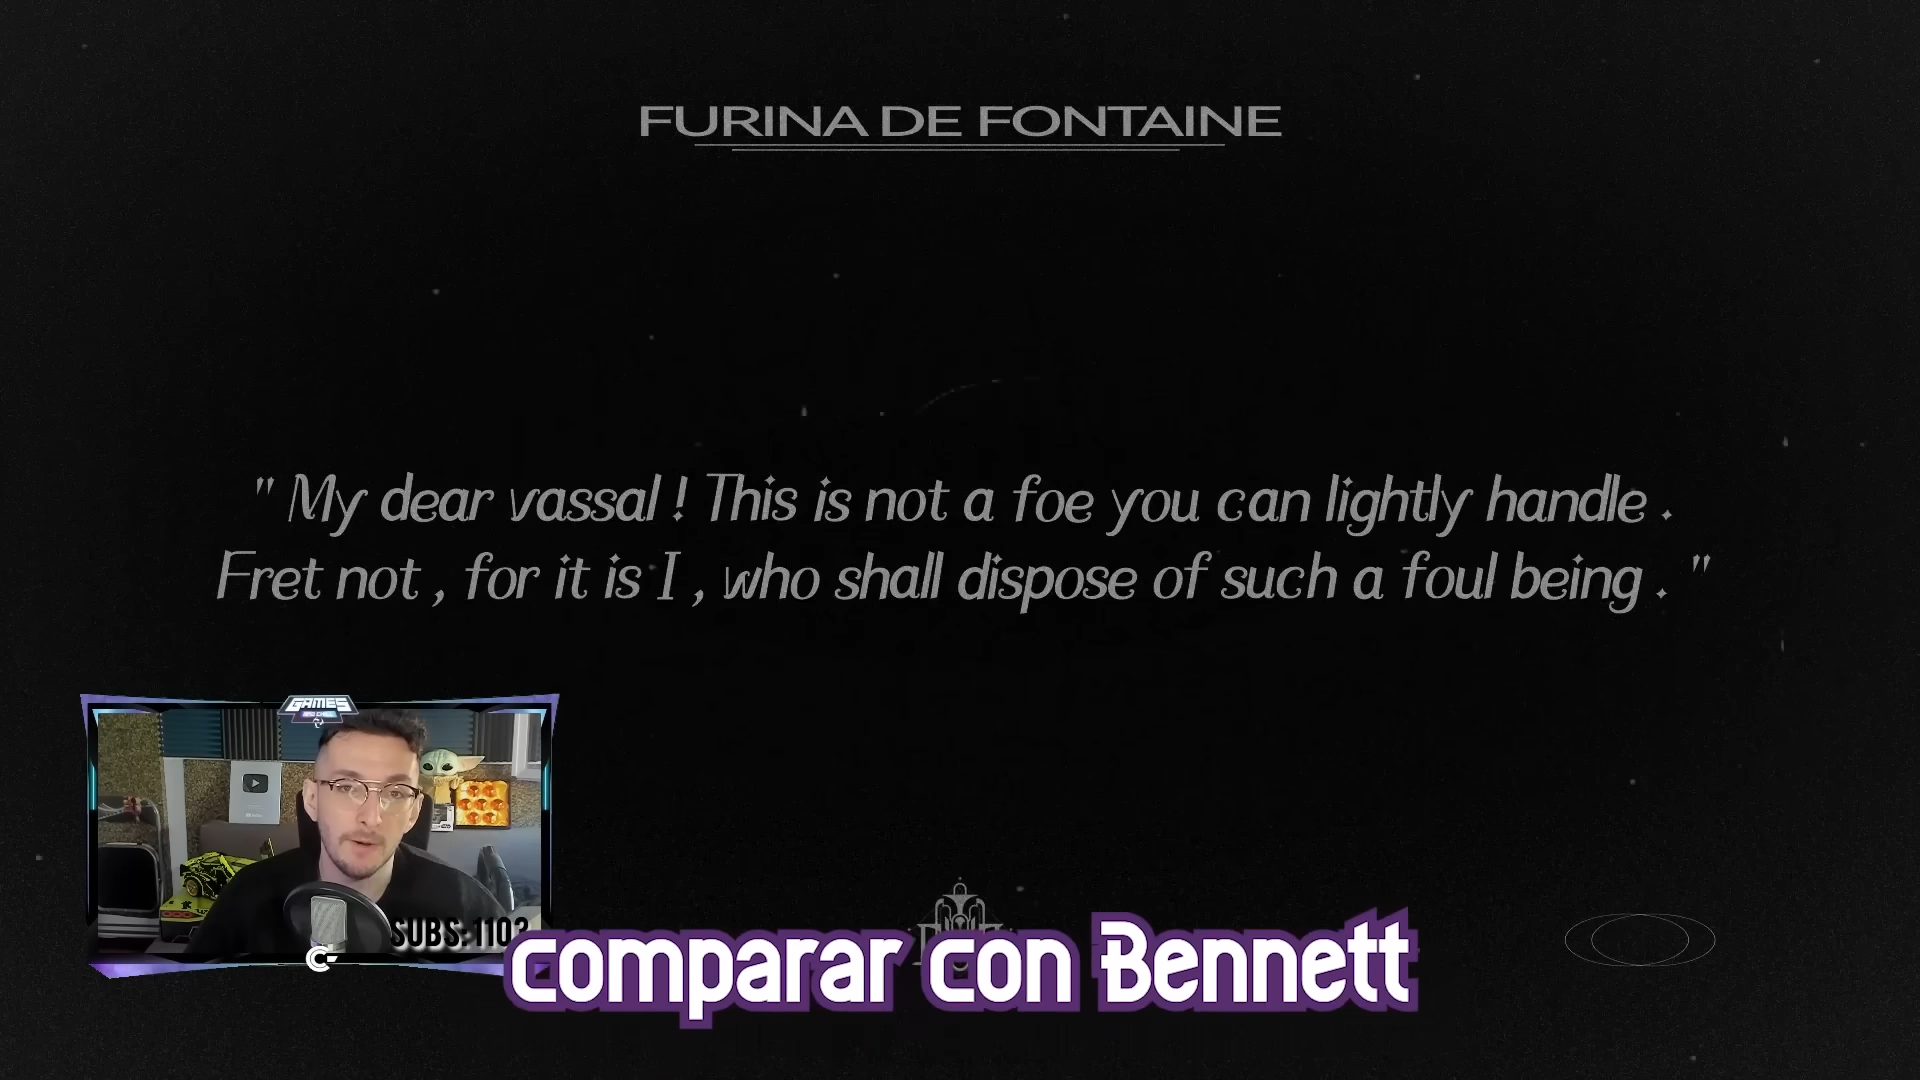 FURINA DE FONTAINE
" My dear vassal ! This is not a foe you can lightly handle .
Fret not , for it is I , who shall dispose of such a foul being . "
GAMES
SUBS:110
comparar con Bennett